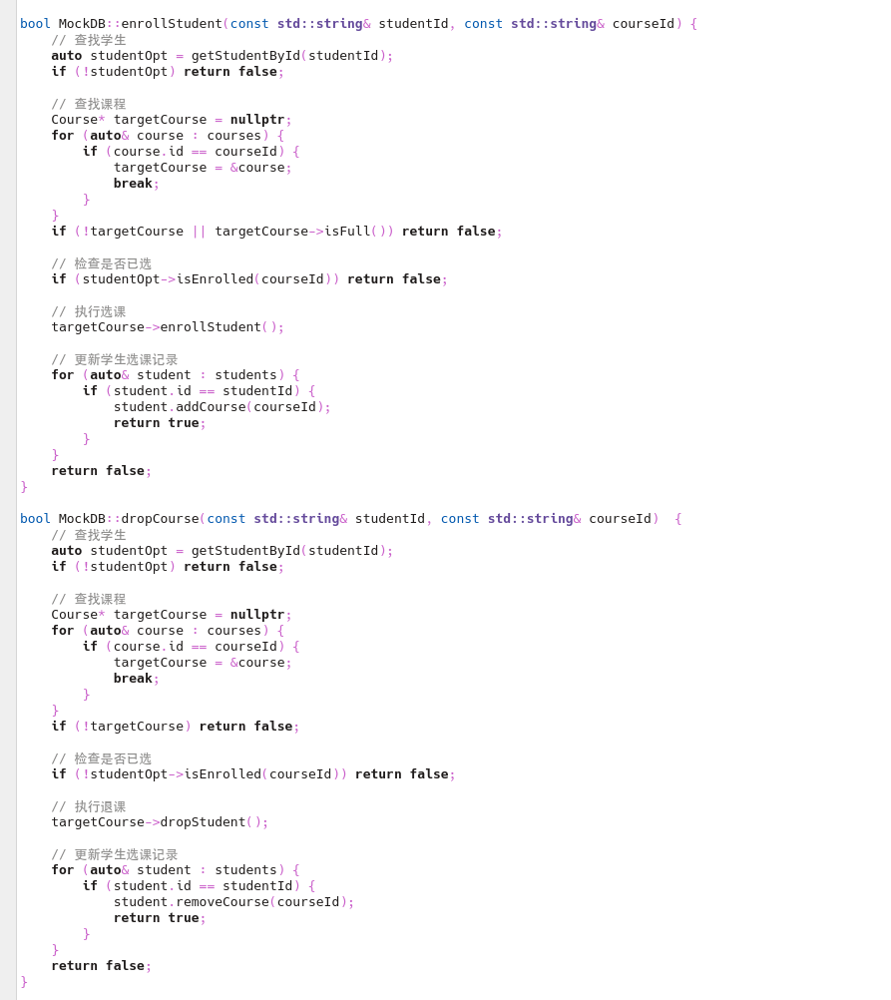 bool MockDB::enrollStudent(const std::string& studentId, const std::string& courseId) {
    // 查找学生
    auto studentOpt = getStudentById(studentId);
    if (!studentOpt) return false;

    // 查找课程
    Course* targetCourse = nullptr;
    for (auto& course : courses) {
        if (course.id == courseId) {
            targetCourse = &course;
            break;
        }
    }
    if (!targetCourse || targetCourse->isFull()) return false;

    // 检查是否已选
    if (studentOpt->isEnrolled(courseId)) return false;

    // 执行选课
    targetCourse->enrollStudent();

    // 更新学生选课记录
    for (auto& student : students) {
        if (student.id == studentId) {
            student.addCourse(courseId);
            return true;
        }
    }
    return false;
}

bool MockDB::dropCourse(const std::string& studentId, const std::string& courseId)  {
    // 查找学生
    auto studentOpt = getStudentById(studentId);
    if (!studentOpt) return false;

    // 查找课程
    Course* targetCourse = nullptr;
    for (auto& course : courses) {
        if (course.id == courseId) {
            targetCourse = &course;
            break;
        }
    }
    if (!targetCourse) return false;

    // 检查是否已选
    if (!studentOpt->isEnrolled(courseId)) return false;

    // 执行退课
    targetCourse->dropStudent();

    // 更新学生选课记录
    for (auto& student : students) {
        if (student.id == studentId) {
            student.removeCourse(courseId);
            return true;
        }
    }
    return false;
}